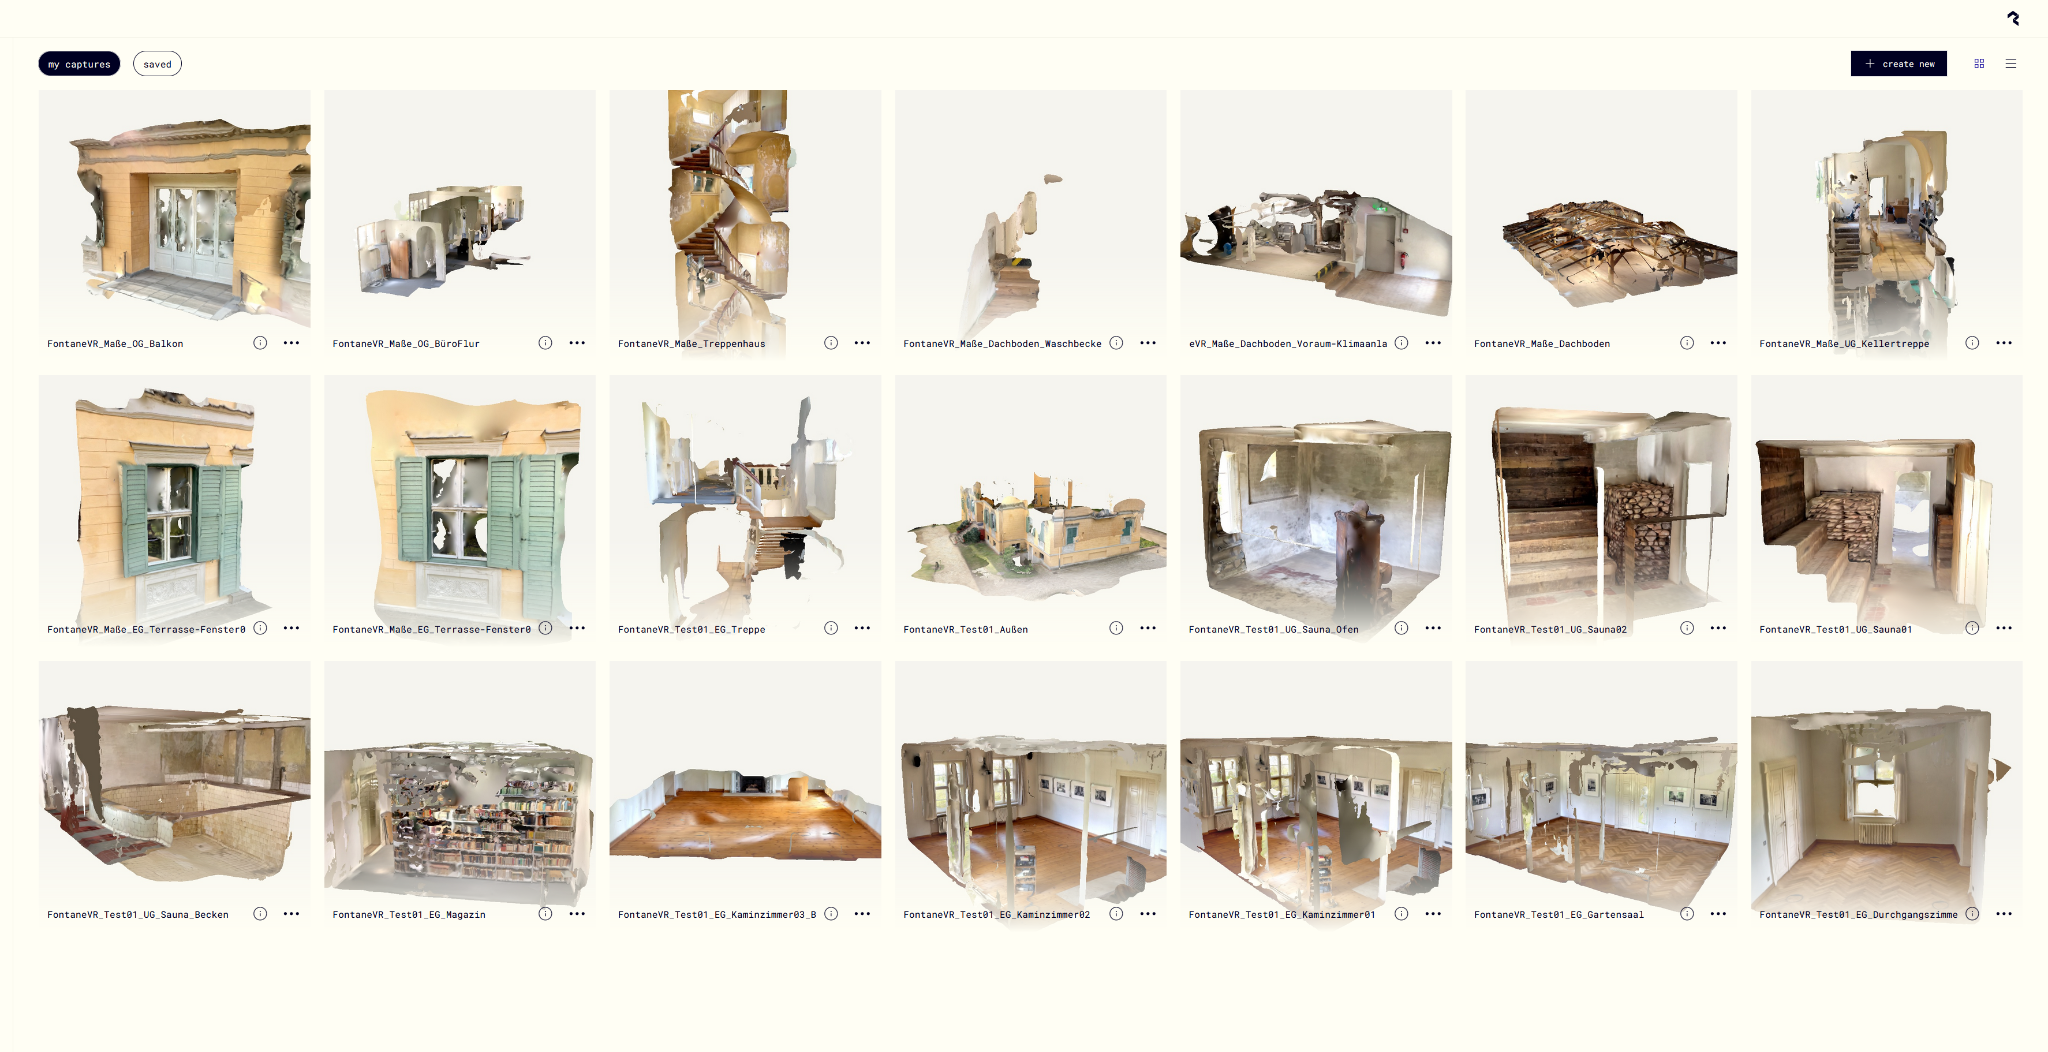 my captures
saved
create new
FontaneVR_Maße_OG_Balkon
FontaneVR_Maße_OG_BüroFlur
FontaneVR_Maße_Treppenhaus
FontaneVR_Maße_Dachboden_Waschbecke
eVR_Maße_Dachboden_Voraum-Klimaanla
FontaneVR_Maße_Dachboden
FontaneVR_Maße_UG_Kellertreppe
FontaneVR_Maße_EG_Terrasse-Fenster0
FontaneVR_Maße_EG_Terrasse-Fenster0
FontaneVR_Test01_EG_Treppe
FontaneVR_Test01_Außen
FontaneVR_Test01_UG_Sauna_Ofen
FontaneVR_Test01_UG_Sauna02
FontaneVR_Test01_UG_Sauna01
FontaneVR_Test01_UG_Sauna_Becken
FontaneVR_Test01_EG_Magazin
FontaneVR_Test01_EG_Kaminzimmer03_B
FontaneVR_Test01_EG_Kaminzimmer02
FontaneVR_Test01_EG_Kaminzimmer01
FontaneVR_Test01_EG_Gartensaal
FontaneVR_Test01_EG_Durchgangszimme